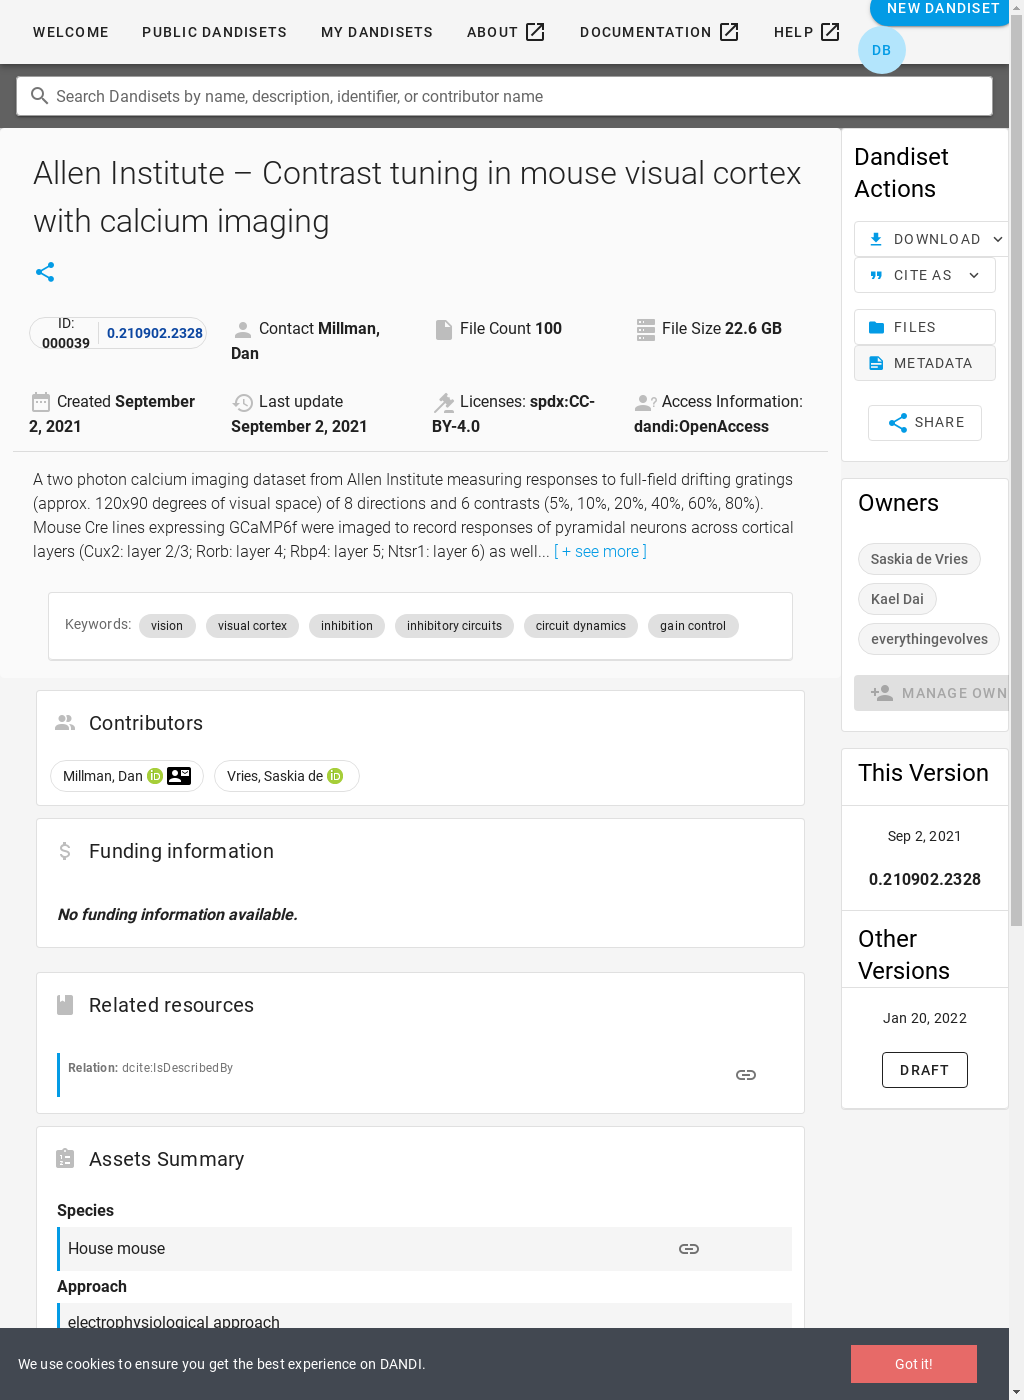 WELCOME
PUBLIC DANDISETS
MY DANDISETS
ABOUT
DOCUMENTATION
HELP
NEW DANDISET
DB
Search Dandisets by name, description, identifier, or contributor name
Allen Institute – Contrast tuning in mouse visual cortex
with calcium imaging
ID:
000039
0.210902.2328
Contact Millman,
Dan
File Count 100
File Size 22.6 GB
Created September
2, 2021
Last update
September 2, 2021
Licenses: spdx:CC-
BY-4.0
Access Information:
dandi:OpenAccess
A two photon calcium imaging dataset from Allen Institute measuring responses to full-field drifting gratings
(approx. 120x90 degrees of visual space) of 8 directions and 6 contrasts (5%, 10%, 20%, 40%, 60%, 80%).
Mouse Cre lines expressing GCaMP6f were imaged to record responses of pyramidal neurons across cortical
layers (Cux2: layer 2/3; Rorb: layer 4; Rbp4: layer 5; Ntsr1: layer 6) as well... [ + see more ]
Keywords:
vision
visual cortex
inhibition
inhibitory circuits
circuit dynamics
gain control
Contributors
Millman, Dan iD
Vries, Saskia de iD
Funding information
No funding information available.
Related resources
Relation: dcite:IsDescribedBy
Assets Summary
Species
House mouse
Approach
electrophysiological approach
Dandiset
Actions
DOWNLOAD
CITE AS
FILES
METADATA
SHARE
Owners
Saskia de Vries
Kael Dai
everythingevolves
MANAGE OWN
This Version
Sep 2, 2021
0.210902.2328
Other
Versions
Jan 20, 2022
DRAFT
We use cookies to ensure you get the best experience on DANDI.
Got it!